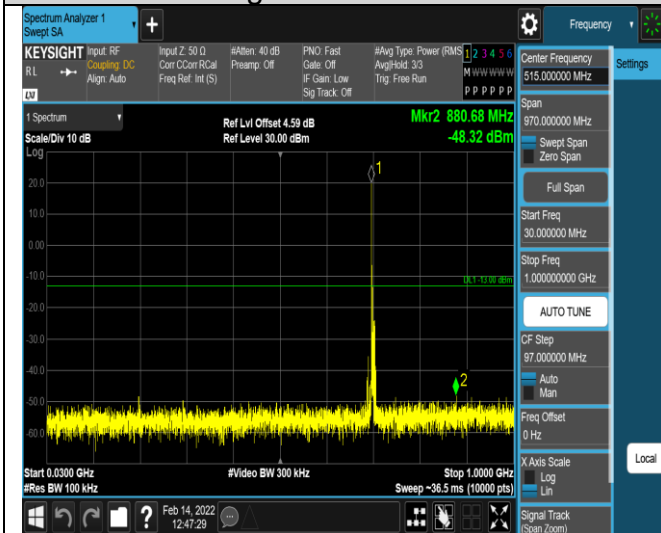 Spectrum Analyzer 1
Swept SA
+
Frequency
KEYSIGHT
RL
Input: RF
Coupling: DC
Align: Auto
Input Z: 50 Ω
Corr CCorr RCal
Freq Ref: Int (S)
#Atten: 40 dB
Preamp: Off
PNO: Fast
Gate: Off
IF Gain: Low
Sig Track: Off
#Avg Type: Power (RMS
Avg|Hold: 3/3
Trig: Free Run
1 2 3 4 5 6
M W W W W W
P P P P P P
1 Spectrum
Scale/Div 10 dB
Log
Ref Lvl Offset 4.59 dB
Ref Level 30.00 dBm
Mkr2 880.68 MHz
-48.32 dBm
1
20.0
10.0
0.00
-10.0
DL1 -13.00 dBm
-20.0
-30.0
-40.0
2
-50.0
-60.0
Start 0.0300 GHz
#Res BW 100 kHz
#Video BW 300 kHz
Stop 1.0000 GHz
Sweep ~36.5 ms (10000 pts)
?
Feb 14, 2022
12:47:29
Center Frequency
515.000000 MHz
Span
970.000000 MHz
Swept Span
Zero Span
Full Span
Start Freq
30.000000 MHz
Stop Freq
1.000000000 GHz
AUTO TUNE
CF Step
97.000000 MHz
Auto
Man
Freq Offset
0 Hz
X Axis Scale
Log
Lin
Signal Track
(Span Zoom)
Settings
Local